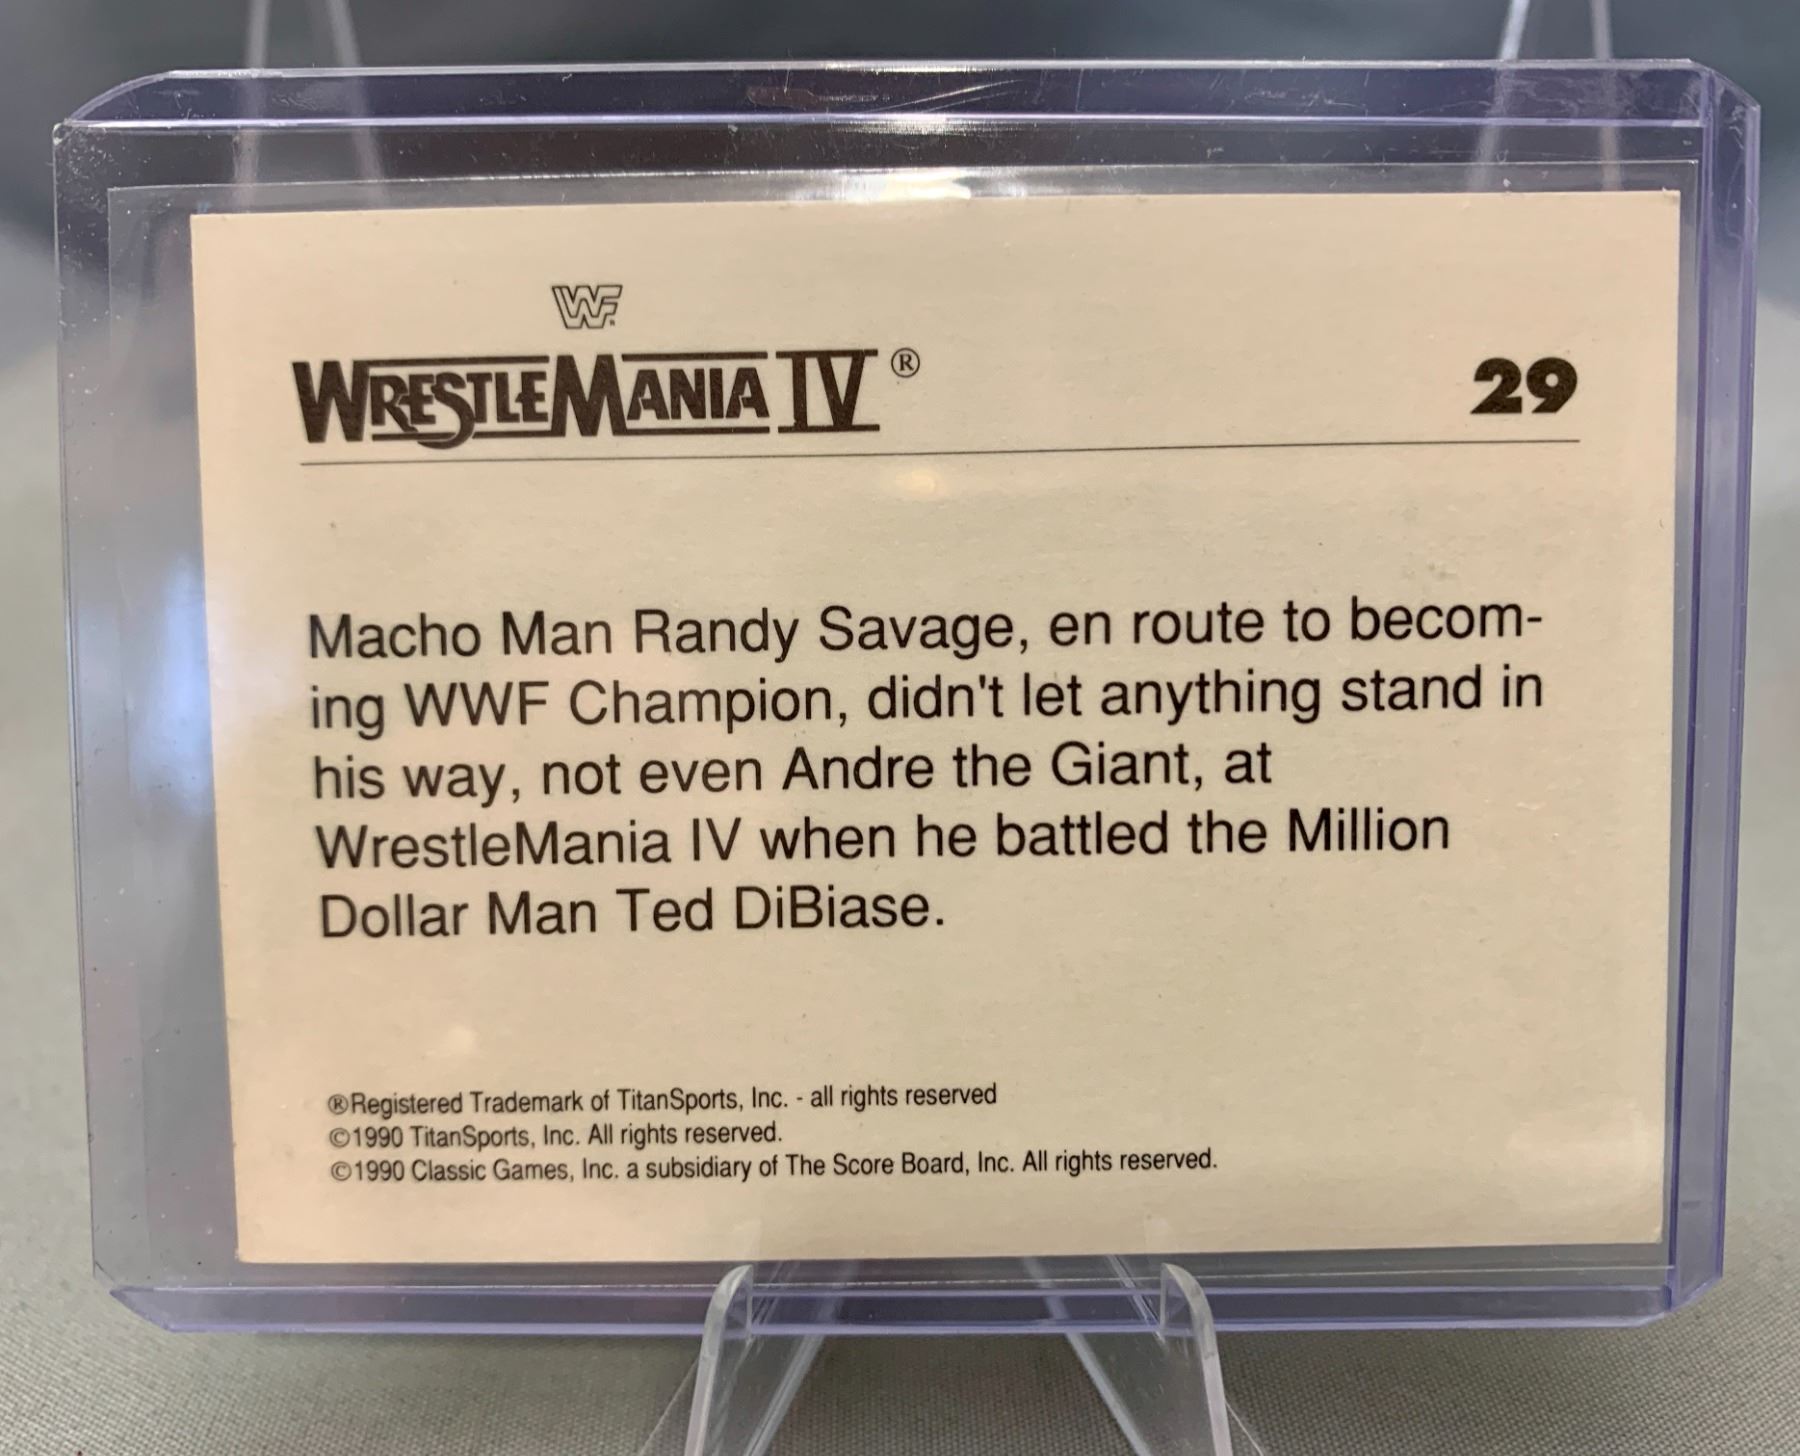 WF
WRESTLEMANIA IV®
29
Macho Man Randy Savage, en route to becom-
ing WWF Champion, didn't let anything stand in
his way, not even Andre the Giant, at
WrestleMania IV when he battled the Million
Dollar Man Ted DiBiase.
®Registered Trademark of TitanSports, Inc. - all rights reserved
©1990 TitanSports, Inc. All rights reserved.
©1990 Classic Games, Inc. a subsidiary of The Score Board, Inc. All rights reserved.